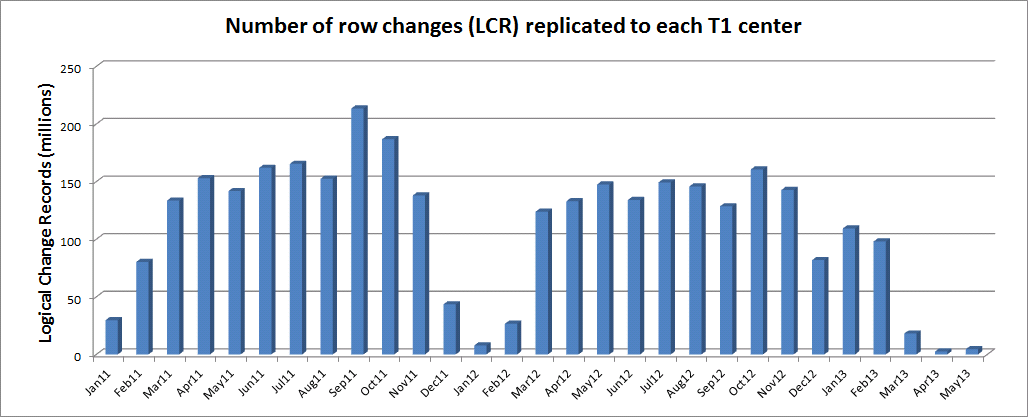 Number of row changes (LCR) replicated to each T1 center
Logical Change Records (millions)
250
200
150
100
50
0
Jan11
Feb11
Mar11
Apr11
May11
Jun11
Jul11
Aug11
Sep11
Oct11
Nov11
Dec11
Jan12
Feb12
Mar12
Apr12
May12
Jun12
Jul12
Aug12
Sep12
Oct12
Nov12
Dec12
Jan13
Feb13
Mar13
Apr13
May13